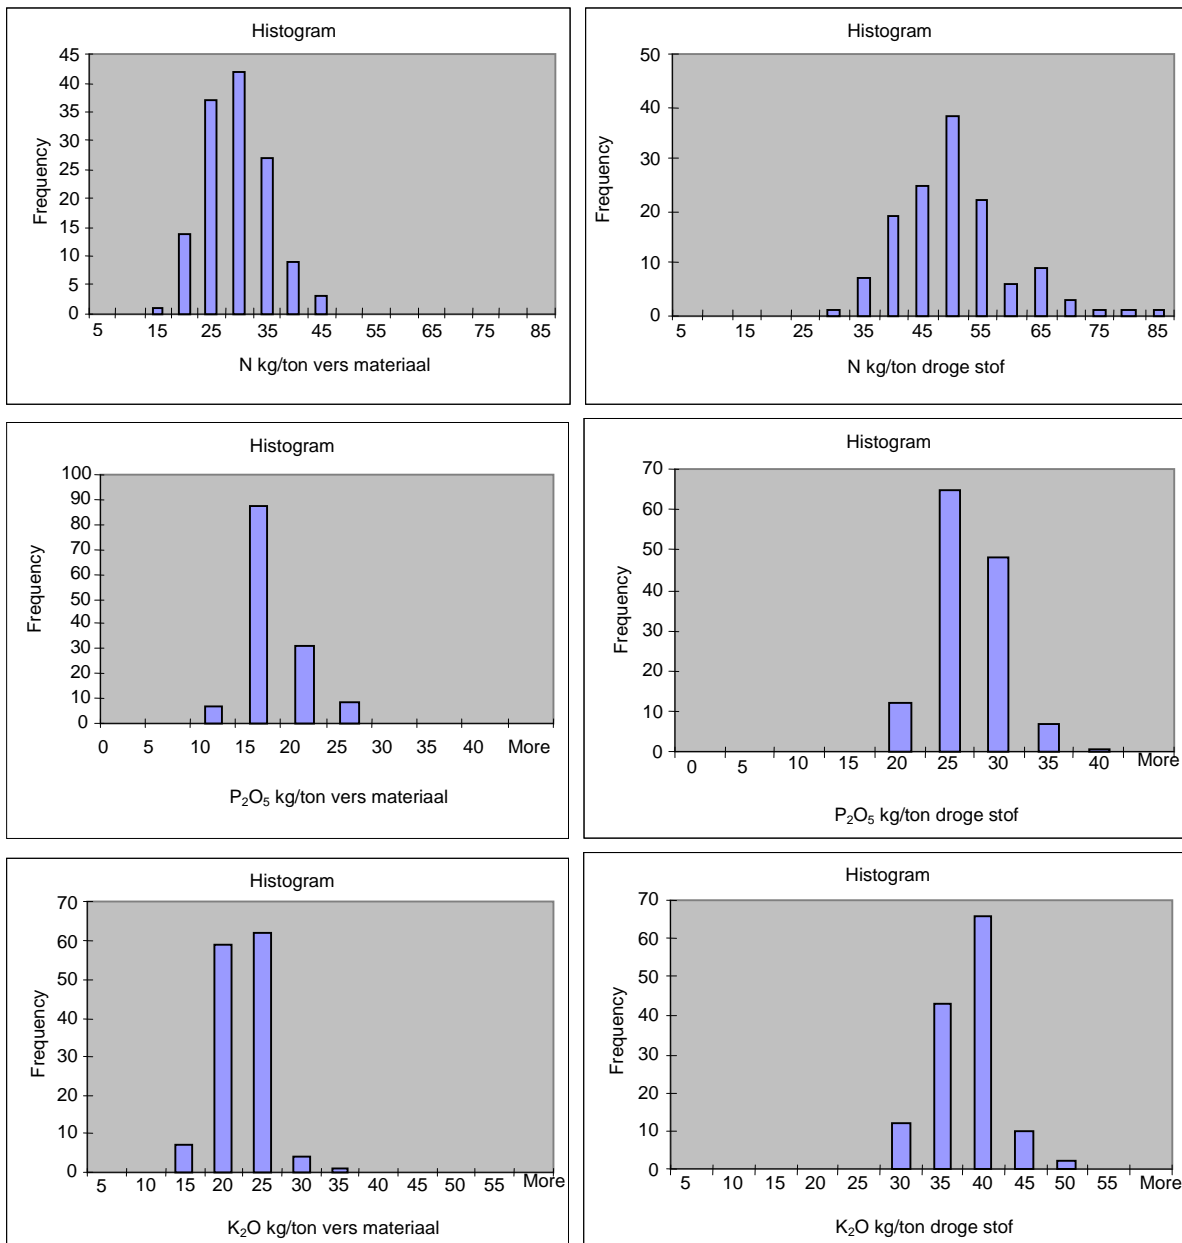 Histogram
45
40
35
30
25
20
15
10
5
0
Frequency
5 15 25 35 45 55 65 75 85
N kg/ton vers materiaal
Histogram
50
40
30
20
10
0
Frequency
5 15 25 35 45 55 65 75 85
N kg/ton droge stof
Histogram
100
90
80
70
60
50
40
30
20
10
0
Frequency
0 5 10 15 20 25 30 35 40 More
P₂O₅ kg/ton vers materiaal
Histogram
70
60
50
40
30
20
10
0
Frequency
0 5 10 15 20 25 30 35 40 More
P₂O₅ kg/ton droge stof
Histogram
70
60
50
40
30
20
10
0
Frequency
5 10 15 20 25 30 35 40 45 50 55 More
K₂O kg/ton vers materiaal
Histogram
70
60
50
40
30
20
10
0
Frequency
5 10 15 20 25 30 35 40 45 50 55 More
K₂O kg/ton droge stof